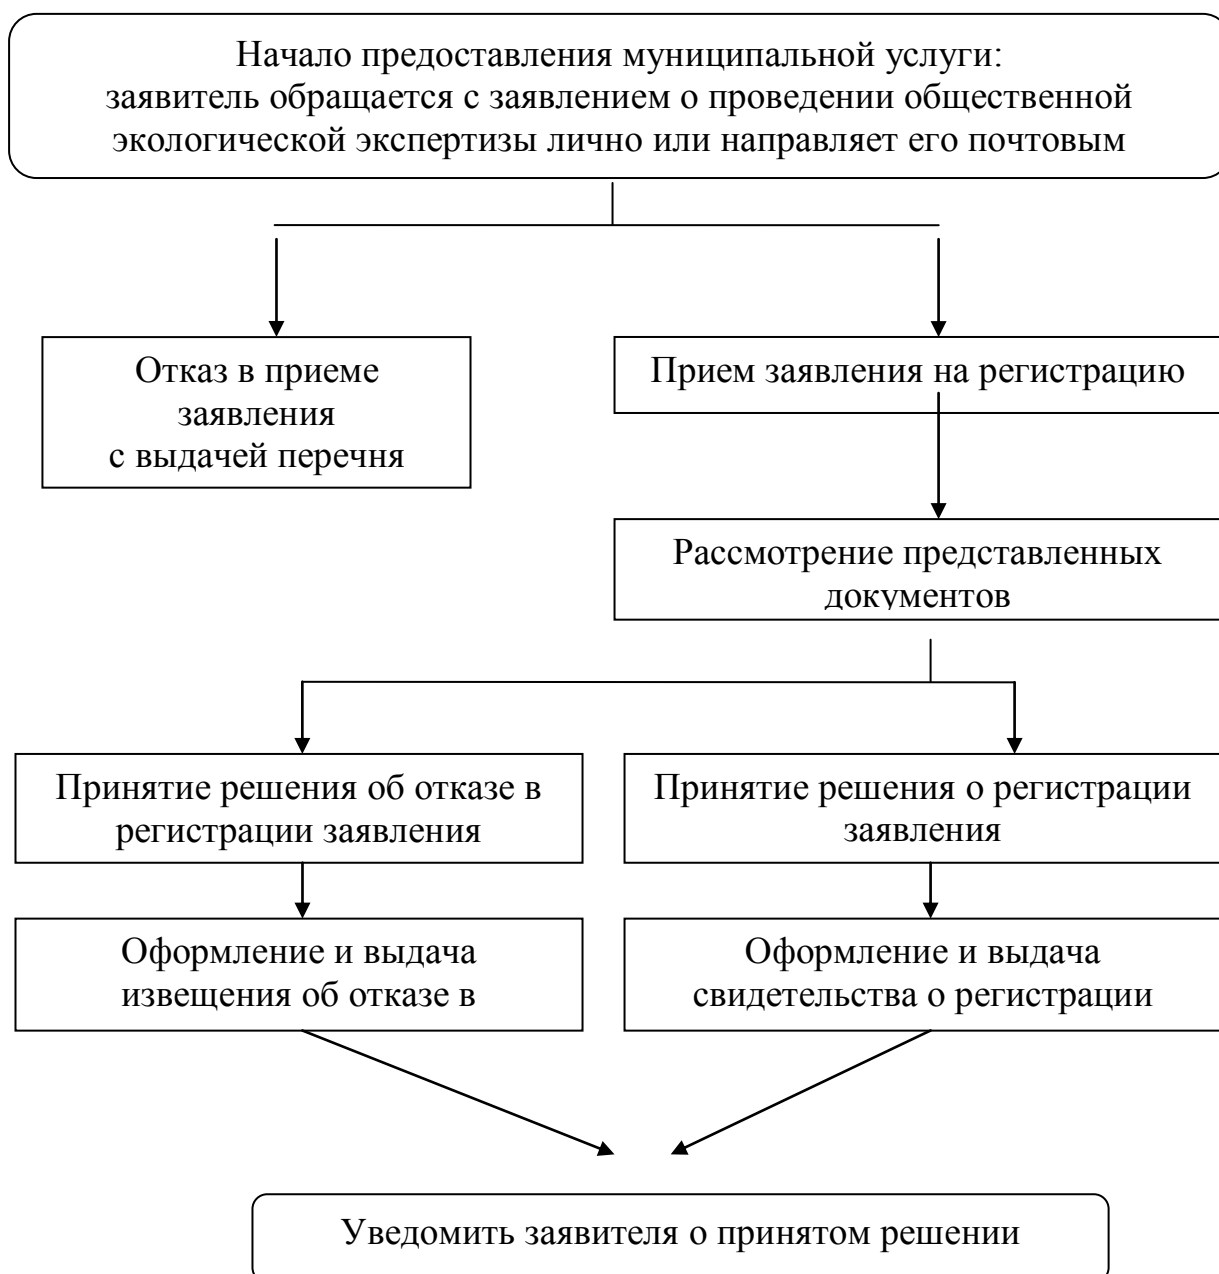 Начало предоставления муниципальной услуги:
заявитель обращается с заявлением о проведении общественной
экологической экспертизы лично или направляет его почтовым
Отказ в приеме
заявления
с выдачей перечня
Прием заявления на регистрацию
Рассмотрение представленных
документов
Принятие решения об отказе в
регистрации заявления
Принятие решения о регистрации
заявления
Оформление и выдача
извещения об отказе в
Оформление и выдача
свидетельства о регистрации
Уведомить заявителя о принятом решении